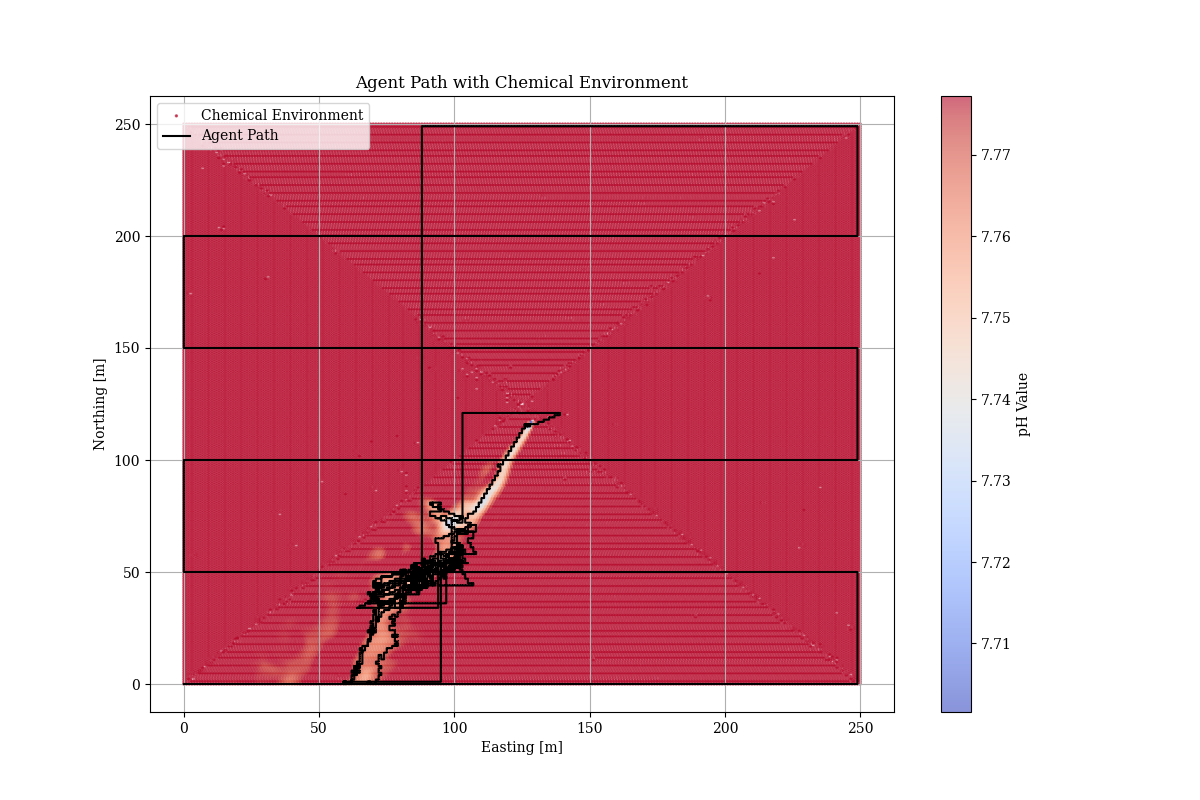 Agent Path with Chemical Environment
Chemical Environment
Agent Path
250
200
150
100
50
0
Northing [m]
0 50 100 150 200 250
Easting [m]
7.77
7.76
7.75
7.74
7.73
7.72
7.71
pH Value